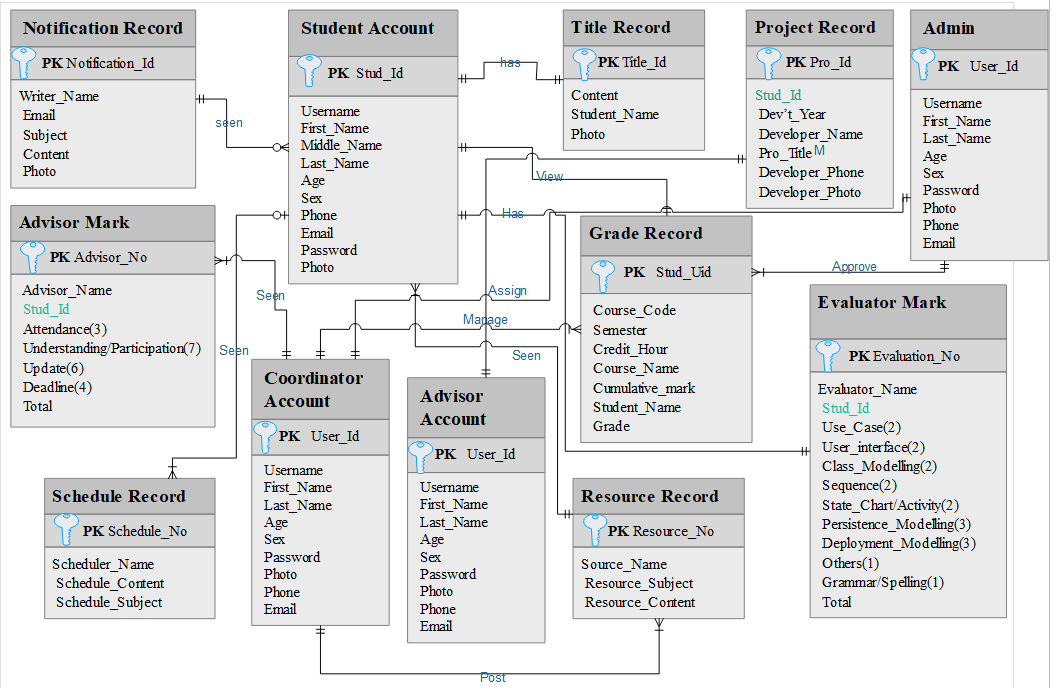 Notification Record
PK Notification_Id
Writer_Name
Email
Subject
Content
Photo
Student Account
PK Stud_Id
Username
First_Name
Middle_Name
Last_Name
Age
Sex
Phone
Email
Password
Photo
Title Record
PK Title_Id
Content
Student_Name
Photo
Project Record
PK Pro_Id
Stud_Id
Dev't_Year
Developer_Name
Pro_Title M
Developer_Phone
Developer_Photo
Admin
PK User_Id
Username
First_Name
Last_Name
Age
Sex
Password
Photo
Phone
Email
has
seen
View
Has
Approve
Advisor Mark
PK Advisor_No
Advisor_Name
Stud_Id
Attendance(3)
Understanding/Participation(7)
Update(6)
Deadline(4)
Total
Grade Record
PK Stud_Uid
Course_Code
Semester
Credit_Hour
Course_Name
Cumulative_mark
Student_Name
Grade
Evaluator Mark
PK Evaluation_No
Evaluator_Name
Stud_Id
Use_Case(2)
User_interface(2)
Class_Modelling(2)
Sequence(2)
State_Chart/Activity(2)
Persistence_Modelling(3)
Deployment_Modelling(3)
Others(1)
Grammar/Spelling(1)
Total
Seen
Assign
Manage
Seen
Seen
Coordinator
Account
PK User_Id
Username
First_Name
Last_Name
Age
Sex
Password
Photo
Phone
Email
Advisor
Account
PK User_Id
Username
First_Name
Last_Name
Age
Sex
Password
Photo
Phone
Email
Schedule Record
PK Schedule_No
Scheduler_Name
Schedule_Content
Schedule_Subject
Resource Record
PK Resource_No
Source_Name
Resource_Subject
Resource_Content
Post